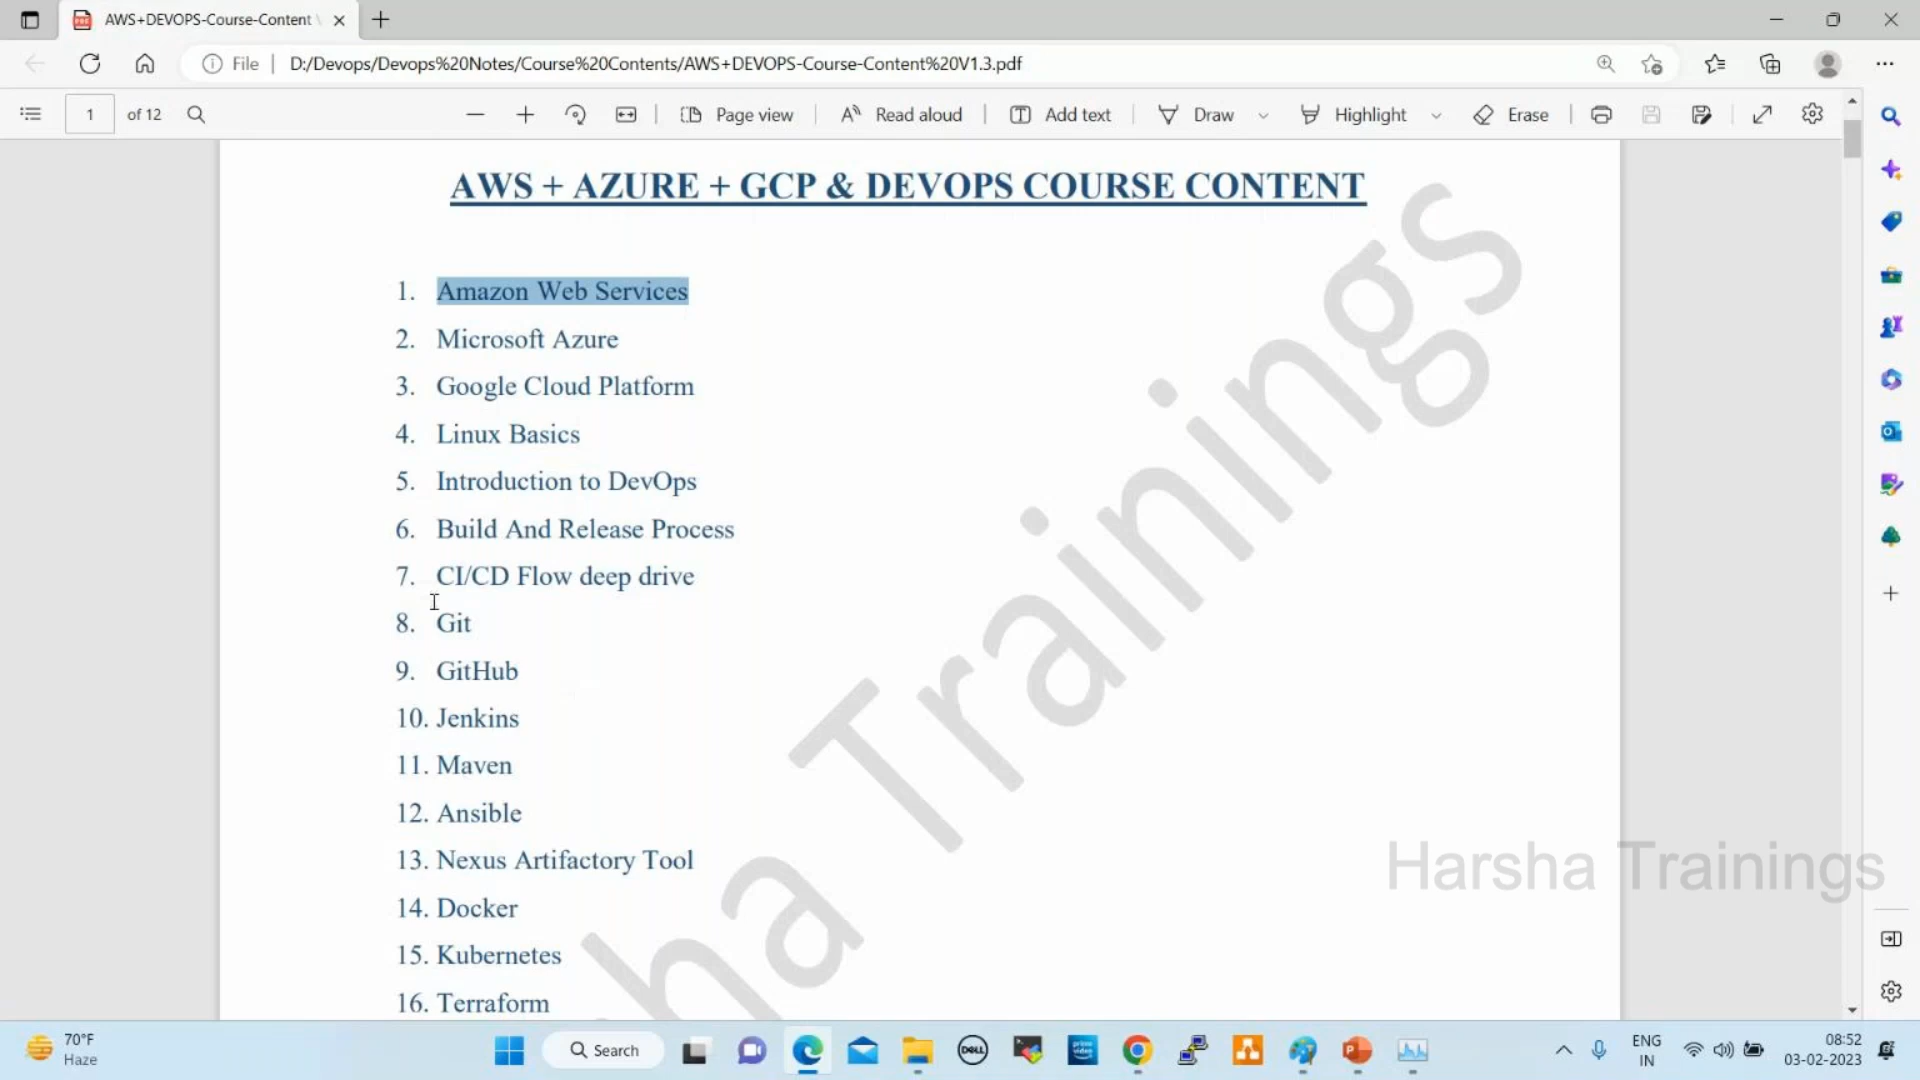 AWS+DEVOPS-Course-Content
File
D:/Devops/Devops%20Notes/Course%20Contents/AWS+DEVOPS-Course-Content%20V1.3.pdf
1 of 12
Page view
Read aloud
Add text
Draw
Highlight
Erase
AWS + AZURE + GCP & DEVOPS COURSE CONTENT
1. Amazon Web Services
2. Microsoft Azure
3. Google Cloud Platform
4. Linux Basics
5. Introduction to DevOps
6. Build And Release Process
7. CI/CD Flow deep drive
8. Git
9. GitHub
10. Jenkins
11. Maven
12. Ansible
13. Nexus Artifactory Tool
14. Docker
15. Kubernetes
16. Terraform
ha Trainings
Harsha Trainings
70°F
Haze
Search
DELL
prime video
ENG
IN
08:52
03-02-2023